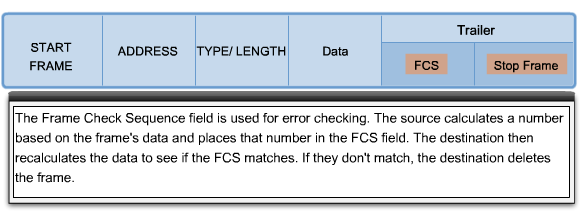 Trailer
START
FRAME
ADDRESS
TYPE/ LENGTH
Data
FCS
Stop Frame
The Frame Check Sequence field is used for error checking. The source calculates a number
based on the frame's data and places that number in the FCS field. The destination then
recalculates the data to see if the FCS matches. If they don't match, the destination deletes
the frame.